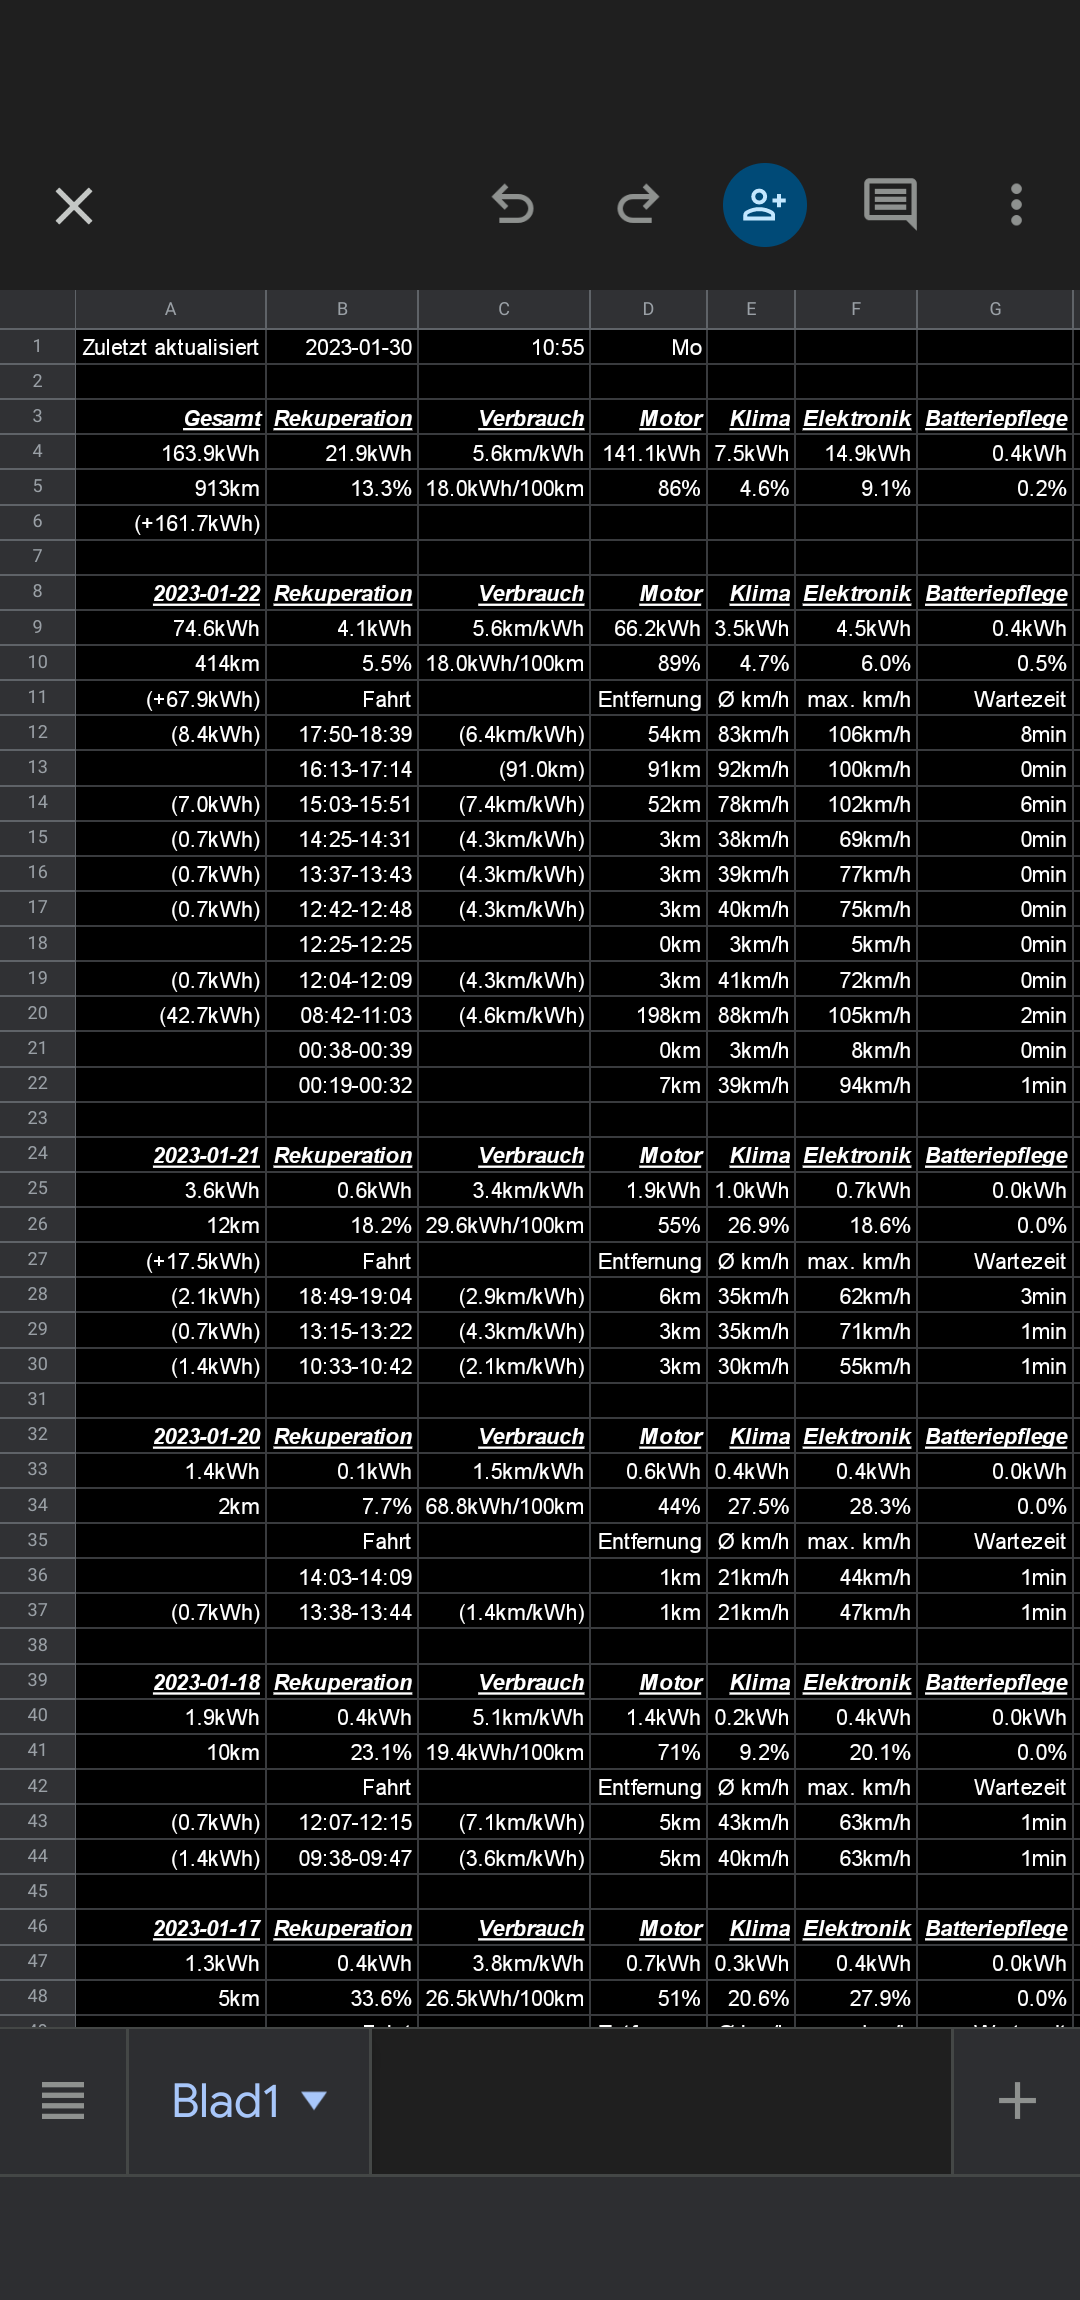 A B C D E F G
1 Zuletzt aktualisiert 2023-01-30 10:55 Mo
2
3 Gesamt Rekuperation Verbrauch Motor Klima Elektronik Batteriepflege
4 163.9kWh 21.9kWh 5.6km/kWh 141.1kWh 7.5kWh 14.9kWh 0.4kWh
5 913km 13.3% 18.0kWh/100km 86% 4.6% 9.1% 0.2%
6 (+161.7kWh)
7
8 2023-01-22 Rekuperation Verbrauch Motor Klima Elektronik Batteriepflege
9 74.6kWh 4.1kWh 5.6km/kWh 66.2kWh 3.5kWh 4.5kWh 0.4kWh
10 414km 5.5% 18.0kWh/100km 89% 4.7% 6.0% 0.5%
11 (+67.9kWh) Fahrt Entfernung Ø km/h max. km/h Wartezeit
12 (8.4kWh) 17:50-18:39 (6.4km/kWh) 54km 83km/h 106km/h 8min
13 16:13-17:14 (91.0km) 91km 92km/h 100km/h 0min
14 (7.0kWh) 15:03-15:51 (7.4km/kWh) 52km 78km/h 102km/h 6min
15 (0.7kWh) 14:25-14:31 (4.3km/kWh) 3km 38km/h 69km/h 0min
16 (0.7kWh) 13:37-13:43 (4.3km/kWh) 3km 39km/h 77km/h 0min
17 (0.7kWh) 12:42-12:48 (4.3km/kWh) 3km 40km/h 75km/h 0min
18 12:25-12:25 0km 3km/h 5km/h 0min
19 (0.7kWh) 12:04-12:09 (4.3km/kWh) 3km 41km/h 72km/h 0min
20 (42.7kWh) 08:42-11:03 (4.6km/kWh) 198km 88km/h 105km/h 2min
21 00:38-00:39 0km 3km/h 8km/h 0min
22 00:19-00:32 7km 39km/h 94km/h 1min
23
24 2023-01-21 Rekuperation Verbrauch Motor Klima Elektronik Batteriepflege
25 3.6kWh 0.6kWh 3.4km/kWh 1.9kWh 1.0kWh 0.7kWh 0.0kWh
26 12km 18.2% 29.6kWh/100km 55% 26.9% 18.6% 0.0%
27 (+17.5kWh) Fahrt Entfernung Ø km/h max. km/h Wartezeit
28 (2.1kWh) 18:49-19:04 (2.9km/kWh) 6km 35km/h 62km/h 3min
29 (0.7kWh) 13:15-13:22 (4.3km/kWh) 3km 35km/h 71km/h 1min
30 (1.4kWh) 10:33-10:42 (2.1km/kWh) 3km 30km/h 55km/h 1min
31
32 2023-01-20 Rekuperation Verbrauch Motor Klima Elektronik Batteriepflege
33 1.4kWh 0.1kWh 1.5km/kWh 0.6kWh 0.4kWh 0.4kWh 0.0kWh
34 2km 7.7% 68.8kWh/100km 44% 27.5% 28.3% 0.0%
35 Fahrt Entfernung Ø km/h max. km/h Wartezeit
36 14:03-14:09 1km 21km/h 44km/h 1min
37 (0.7kWh) 13:38-13:44 (1.4km/kWh) 1km 21km/h 47km/h 1min
38
39 2023-01-18 Rekuperation Verbrauch Motor Klima Elektronik Batteriepflege
40 1.9kWh 0.4kWh 5.1km/kWh 1.4kWh 0.2kWh 0.4kWh 0.0kWh
41 10km 23.1% 19.4kWh/100km 71% 9.2% 20.1% 0.0%
42 Fahrt Entfernung Ø km/h max. km/h Wartezeit
43 (0.7kWh) 12:07-12:15 (7.1km/kWh) 5km 43km/h 63km/h 1min
44 (1.4kWh) 09:38-09:47 (3.6km/kWh) 5km 40km/h 63km/h 1min
45
46 2023-01-17 Rekuperation Verbrauch Motor Klima Elektronik Batteriepflege
47 1.3kWh 0.4kWh 3.8km/kWh 0.7kWh 0.3kWh 0.4kWh 0.0kWh
48 5km 33.6% 26.5kWh/100km 51% 20.6% 27.9% 0.0%
Blad1